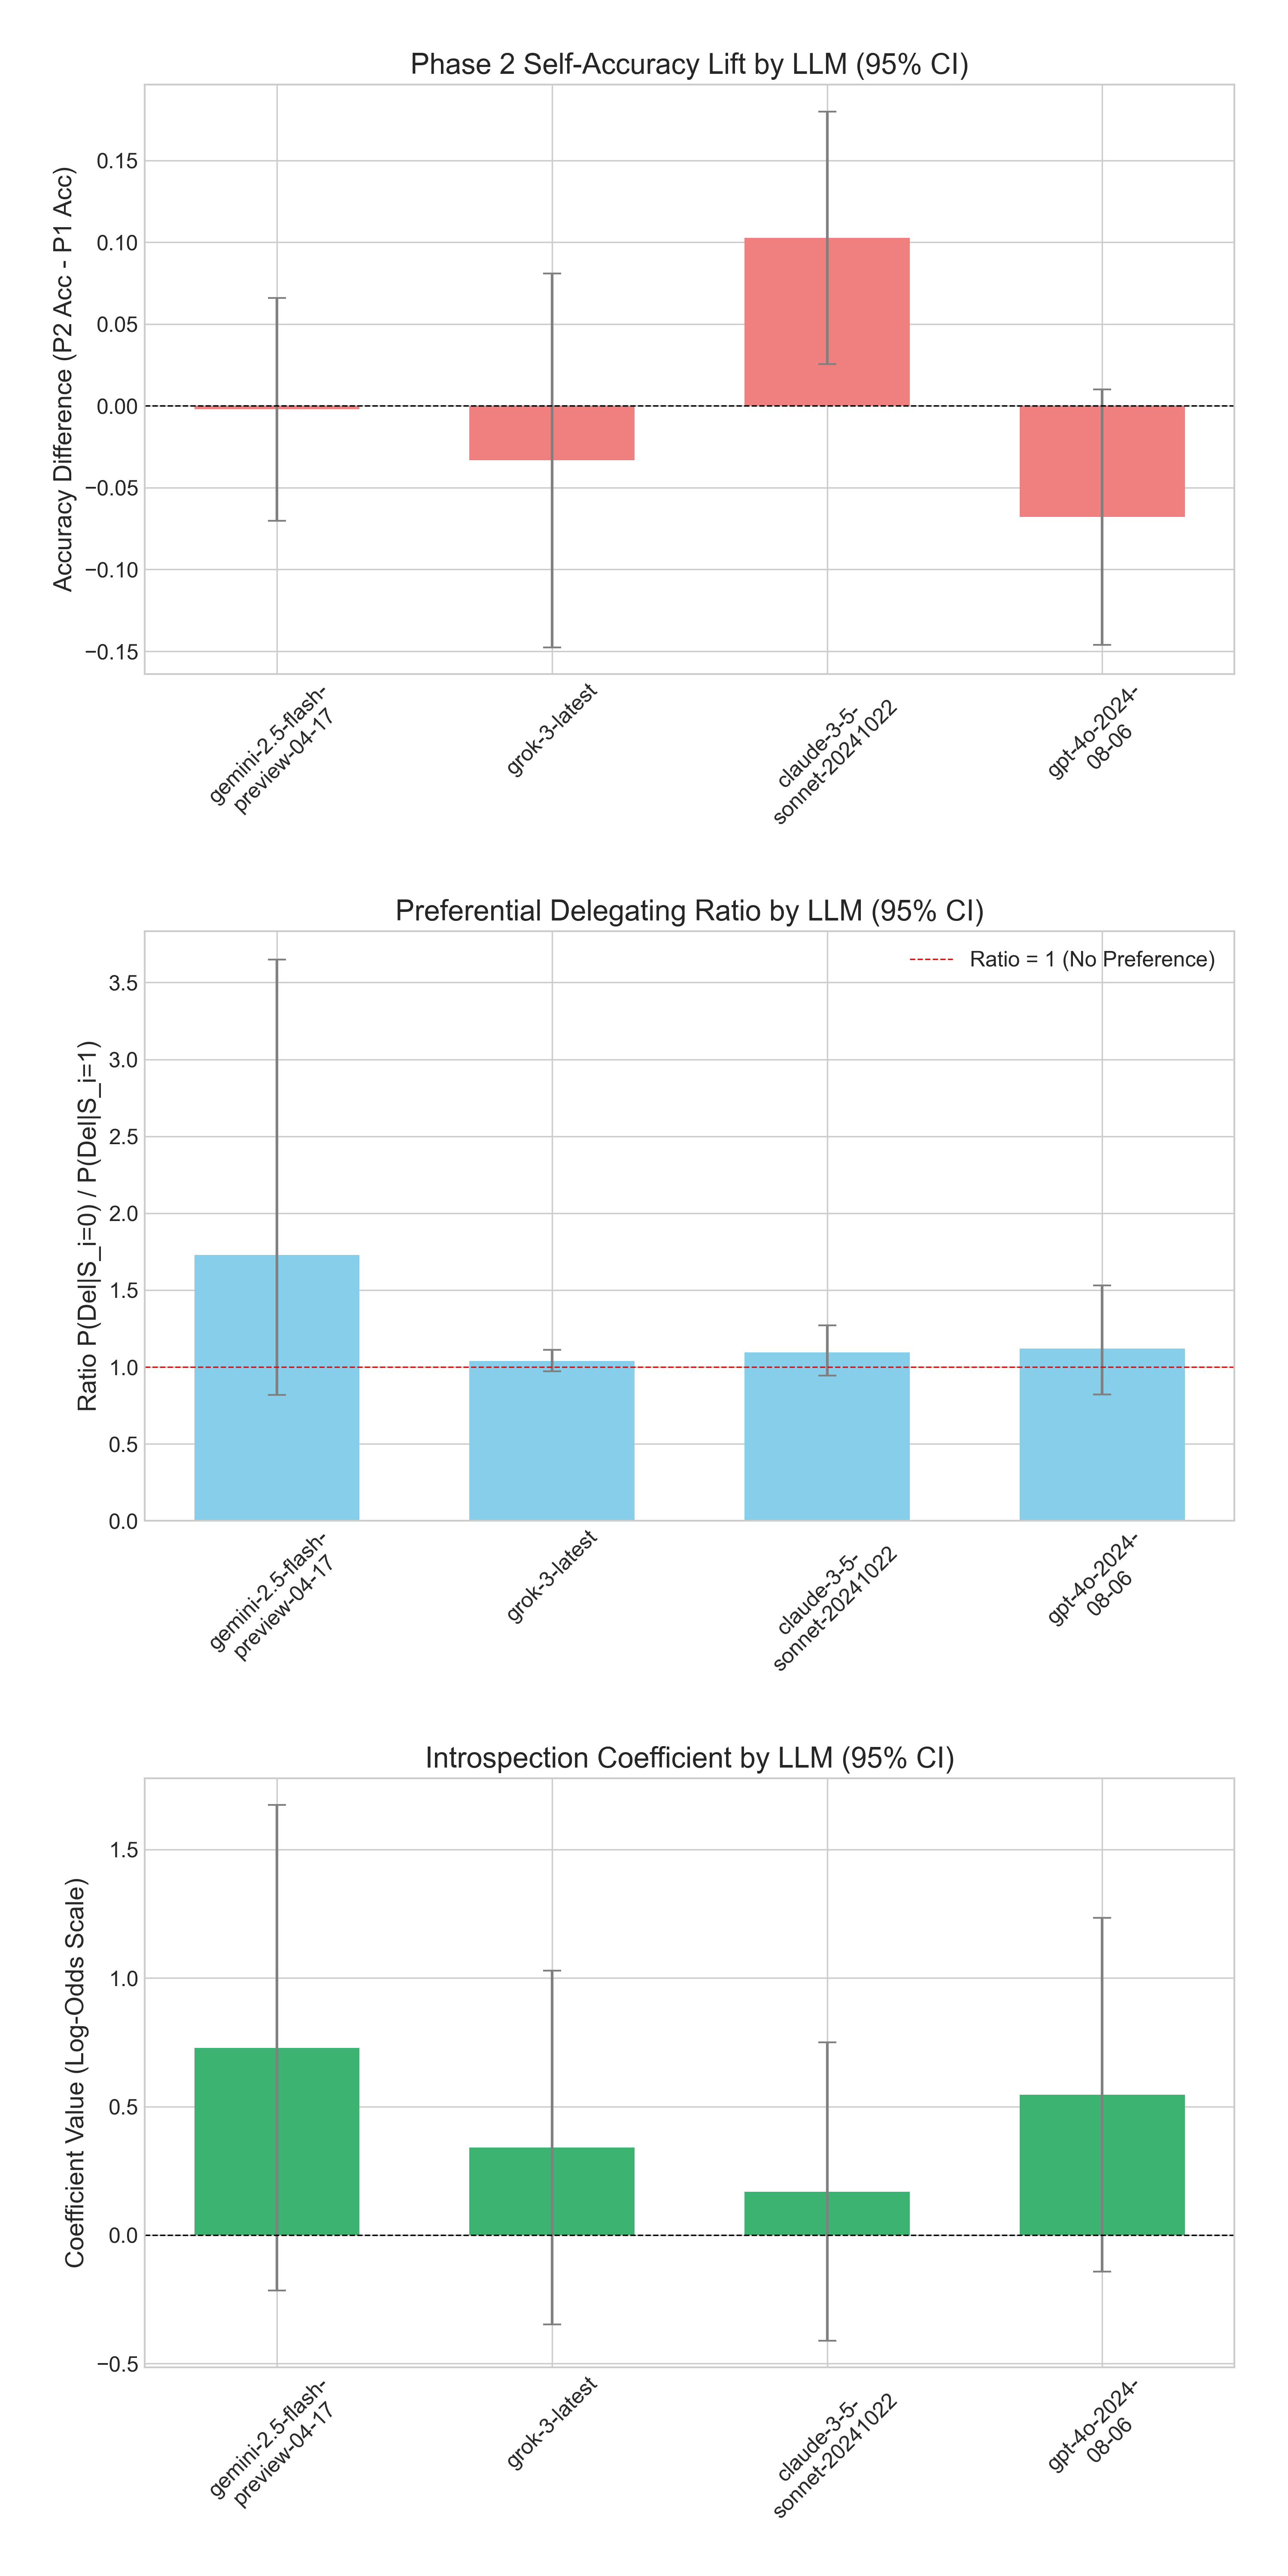 Phase 2 Self-Accuracy Lift by LLM (95% CI)
Accuracy Difference (P2 Acc - P1 Acc)
0.15
0.10
0.05
0.00
−0.05
−0.10
−0.15
gemini-2.5-flash-
preview-04-17
grok-3-latest
claude-3-5-
sonnet-20241022
gpt-4o-2024-
08-06
Preferential Delegating Ratio by LLM (95% CI)
Ratio = 1 (No Preference)
Ratio P(Del|S_i=0) / P(Del|S_i=1)
3.5
3.0
2.5
2.0
1.5
1.0
0.5
0.0
gemini-2.5-flash-
preview-04-17
grok-3-latest
claude-3-5-
sonnet-20241022
gpt-4o-2024-
08-06
Introspection Coefficient by LLM (95% CI)
Coefficient Value (Log-Odds Scale)
1.5
1.0
0.5
0.0
−0.5
gemini-2.5-flash-
preview-04-17
grok-3-latest
claude-3-5-
sonnet-20241022
gpt-4o-2024-
08-06